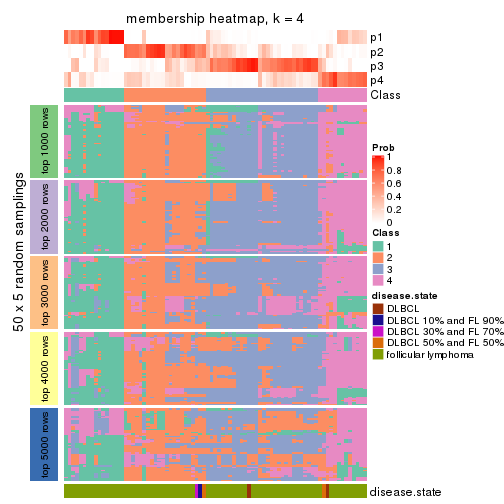 membership heatmap, k = 4
p1
p2
p3
p4
Class
50 x 5 random samplings
top 1000 rows
top 2000 rows
top 3000 rows
top 4000 rows
top 5000 rows
disease.state
Prob
1
0.8
0.6
0.4
0.2
0
Class
1
2
3
4
disease.state
DLBCL
DLBCL 10% and FL 90%
DLBCL 30% and FL 70%
DLBCL 50% and FL 50%
follicular lymphoma